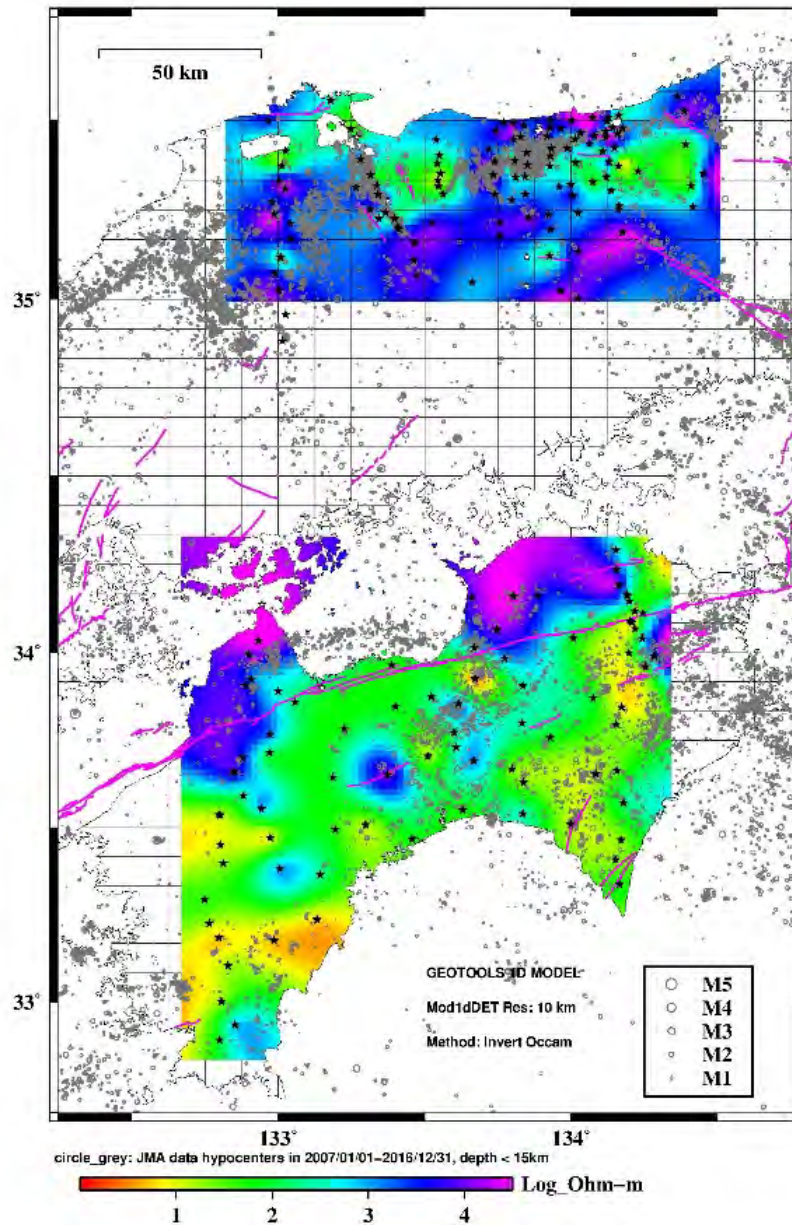 50 km
35°
34°
33°
GEOTOOLS 1D MODEL
Mod1dDET Res: 10 km
Method: Invert Occam
M5
M4
M3
M2
M1
133°
134°
circle_grey: JMA data hypocenters in 2007/01/01-2016/12/31, depth < 15km
Log_Ohm-m
1
2
3
4